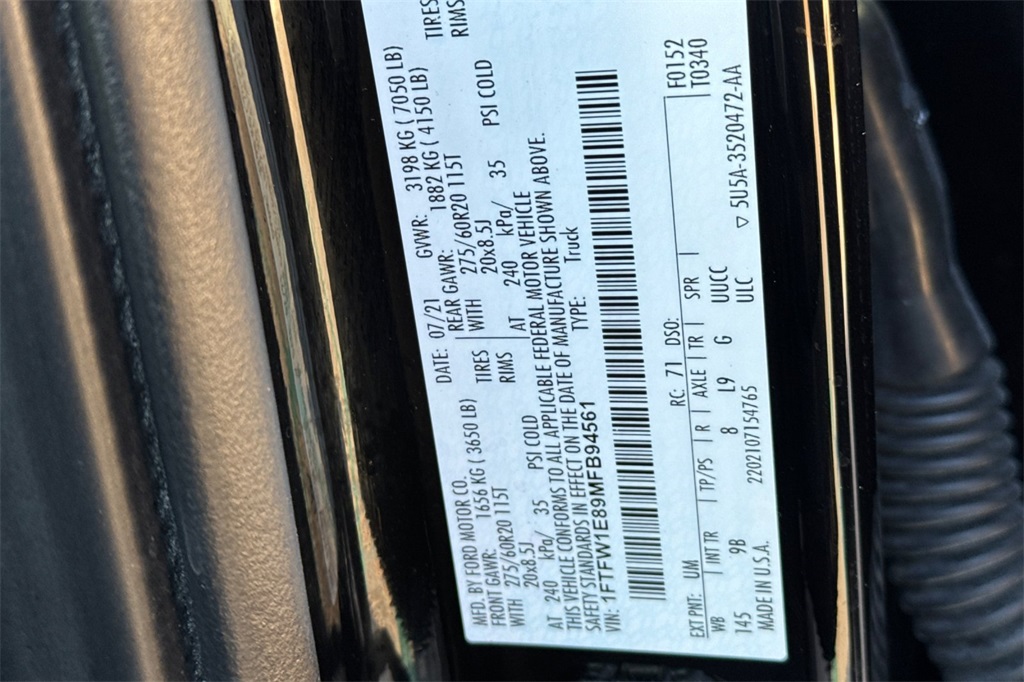 MFD. BY FORD MOTOR CO. DATE: 07/21 GVWR: 3198 KG ( 7050 LB)
FRONT GAWR: 1656 KG ( 3650 LB) REAR GAWR: 1882 KG ( 4150 LB)
WITH 275/60R20 115T TIRES WITH 275/60R20 115T TIRES
20x8.5J RIMS 20x8.5J RIMS
AT 240 kPa/ 35 PSI COLD AT 240 kPa/ 35 PSI COLD
THIS VEHICLE CONFORMS TO ALL APPLICABLE FEDERAL MOTOR VEHICLE
SAFETY STANDARDS IN EFFECT ON THE DATE OF MANUFACTURE SHOWN ABOVE.
VIN: 1FTFW1E89MFB94561 TYPE: Truck
EXT PNT: UM RC: 71 DSO: F0152
WB INT TR TP/PS R AXLE TR SPR T0340
145 9B 8 L9 G UUCC
MADE IN U.S.A. 220210715476​5 ULC ▽ 5U5A-3520472-AA